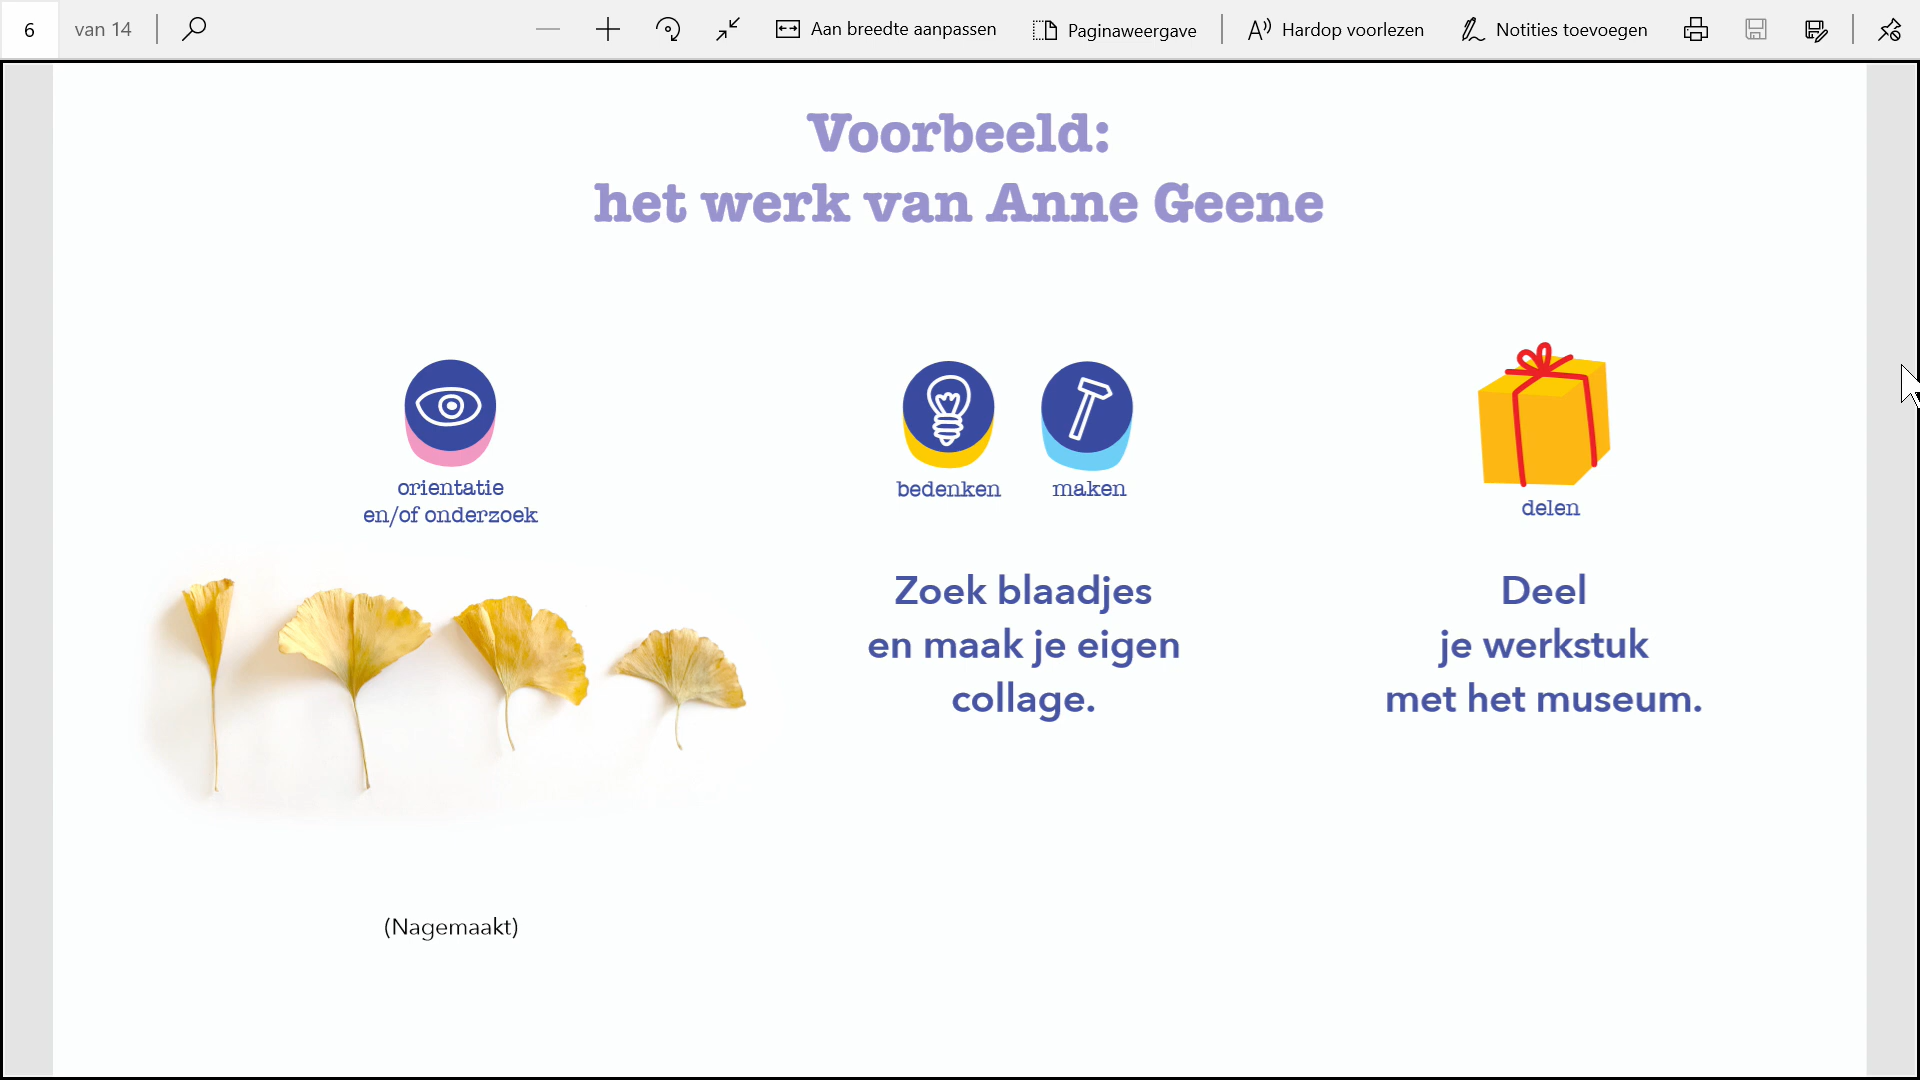 6 van 14 Aan breedte aanpassen Paginaweergave Hardop voorlezen Notities toevoegen
Voorbeeld:
het werk van Anne Geene
orientatie
en/of onderzoek
bedenken
maken
delen
Zoek blaadjes
en maak je eigen
collage.
Deel
je werkstuk
met het museum.
(Nagemaakt)